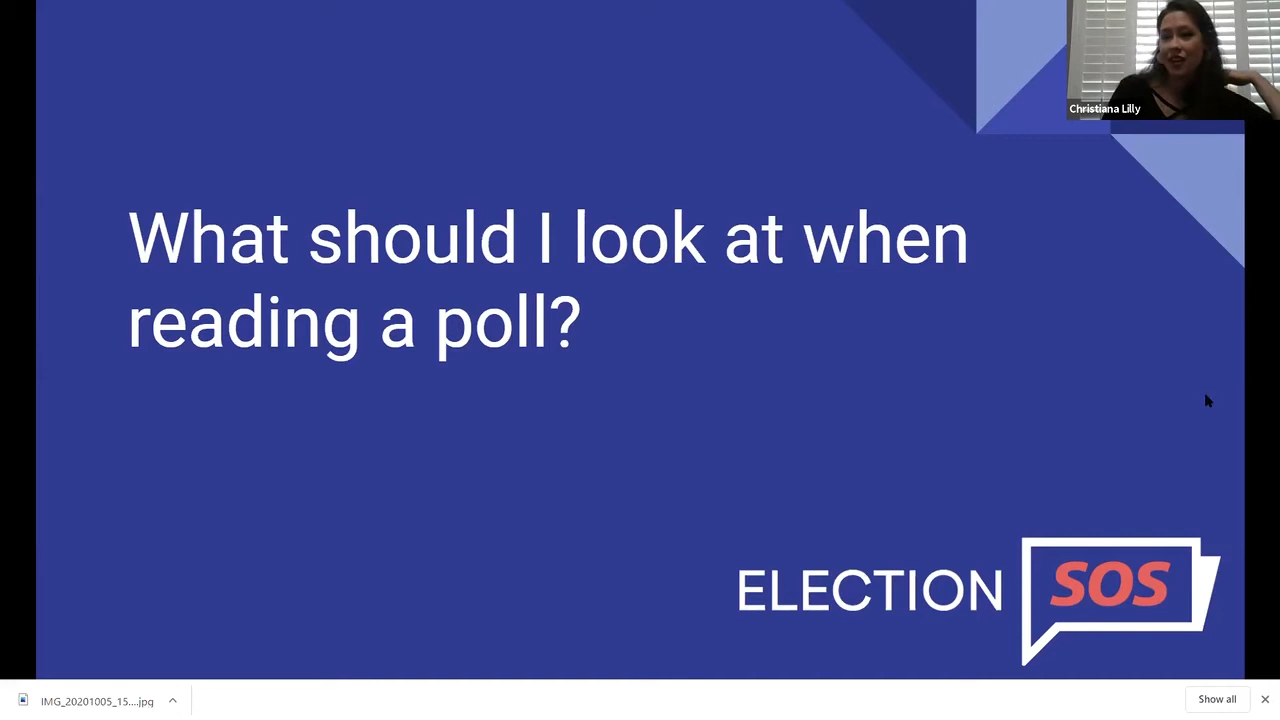 Christiana Lilly
What should I look at when
reading a poll?
ELECTION SOS
IMG_20201005_15....jpg
Show all